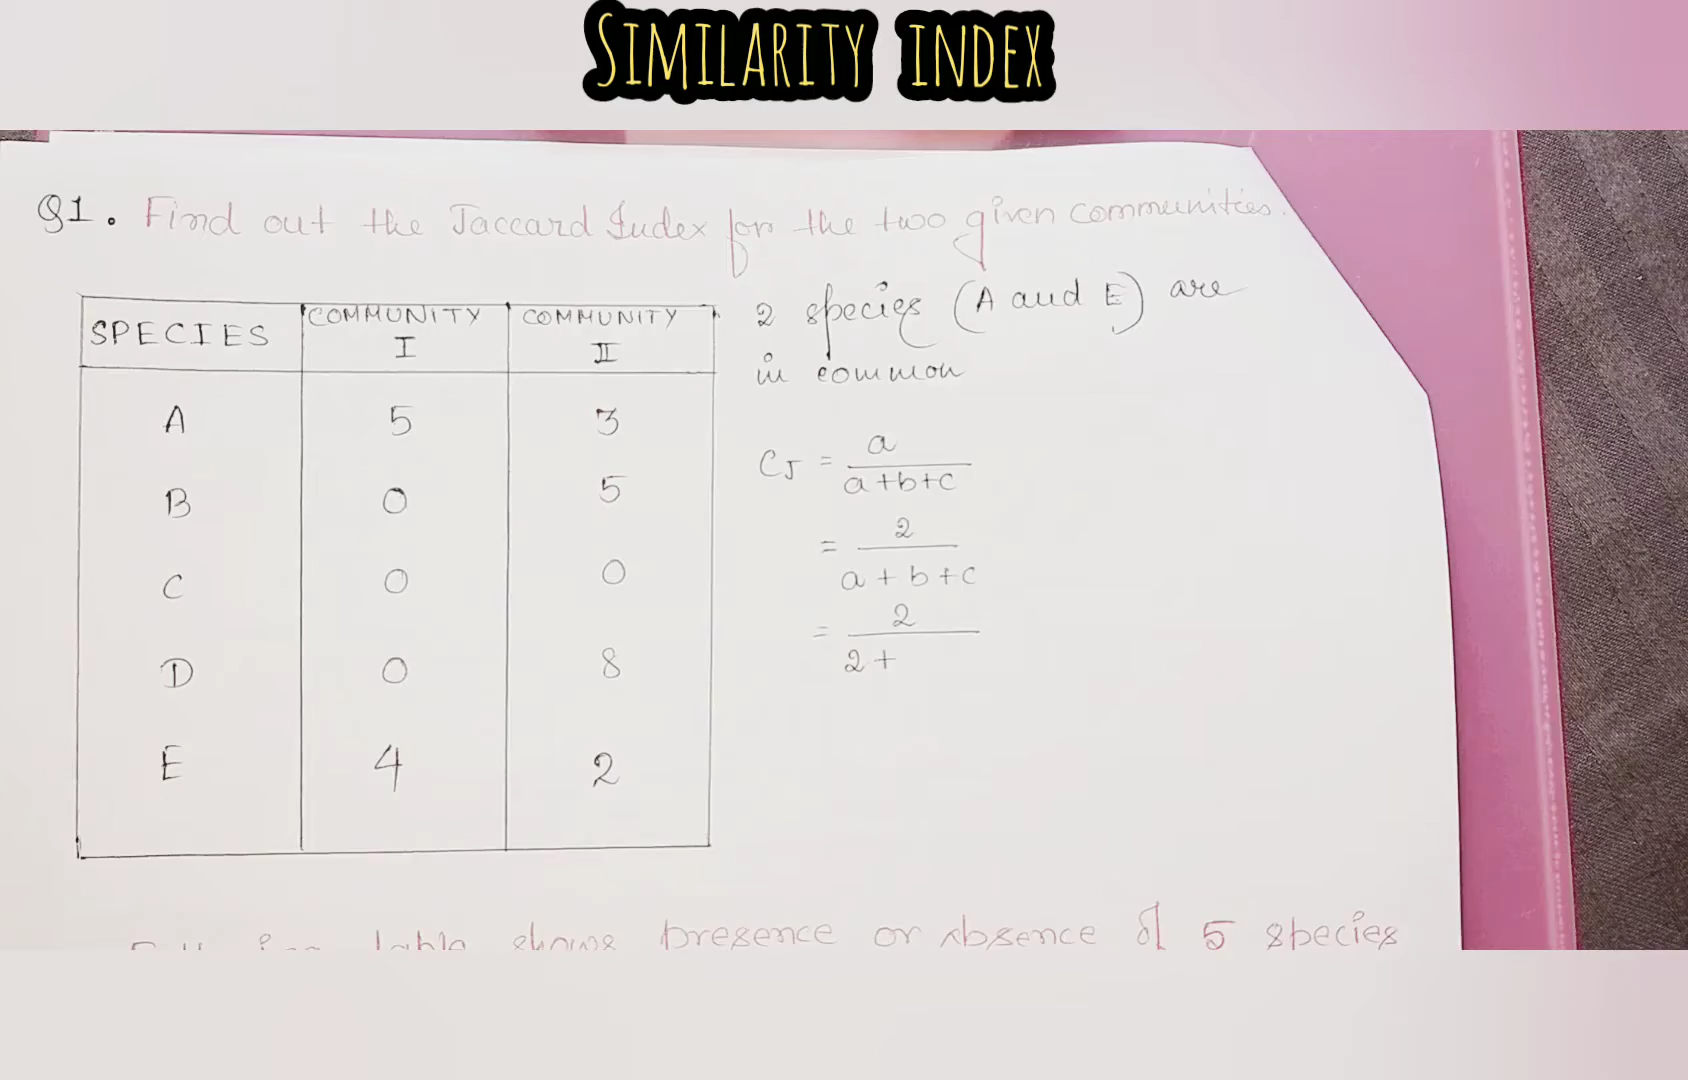 SIMILARITY INDEX
Q1. Find out the Jaccard Index for the two given communities.
SPECIES COMMUNITY I COMMUNITY II
A 5 3
B 0 5
C 0 0
D 0 8
E 4 2
2 species (A and E) are
in common
CJ = a / a+b+c
= 2 / a+b+c
= 2 / 2+
table shows presence or absence of 5 species